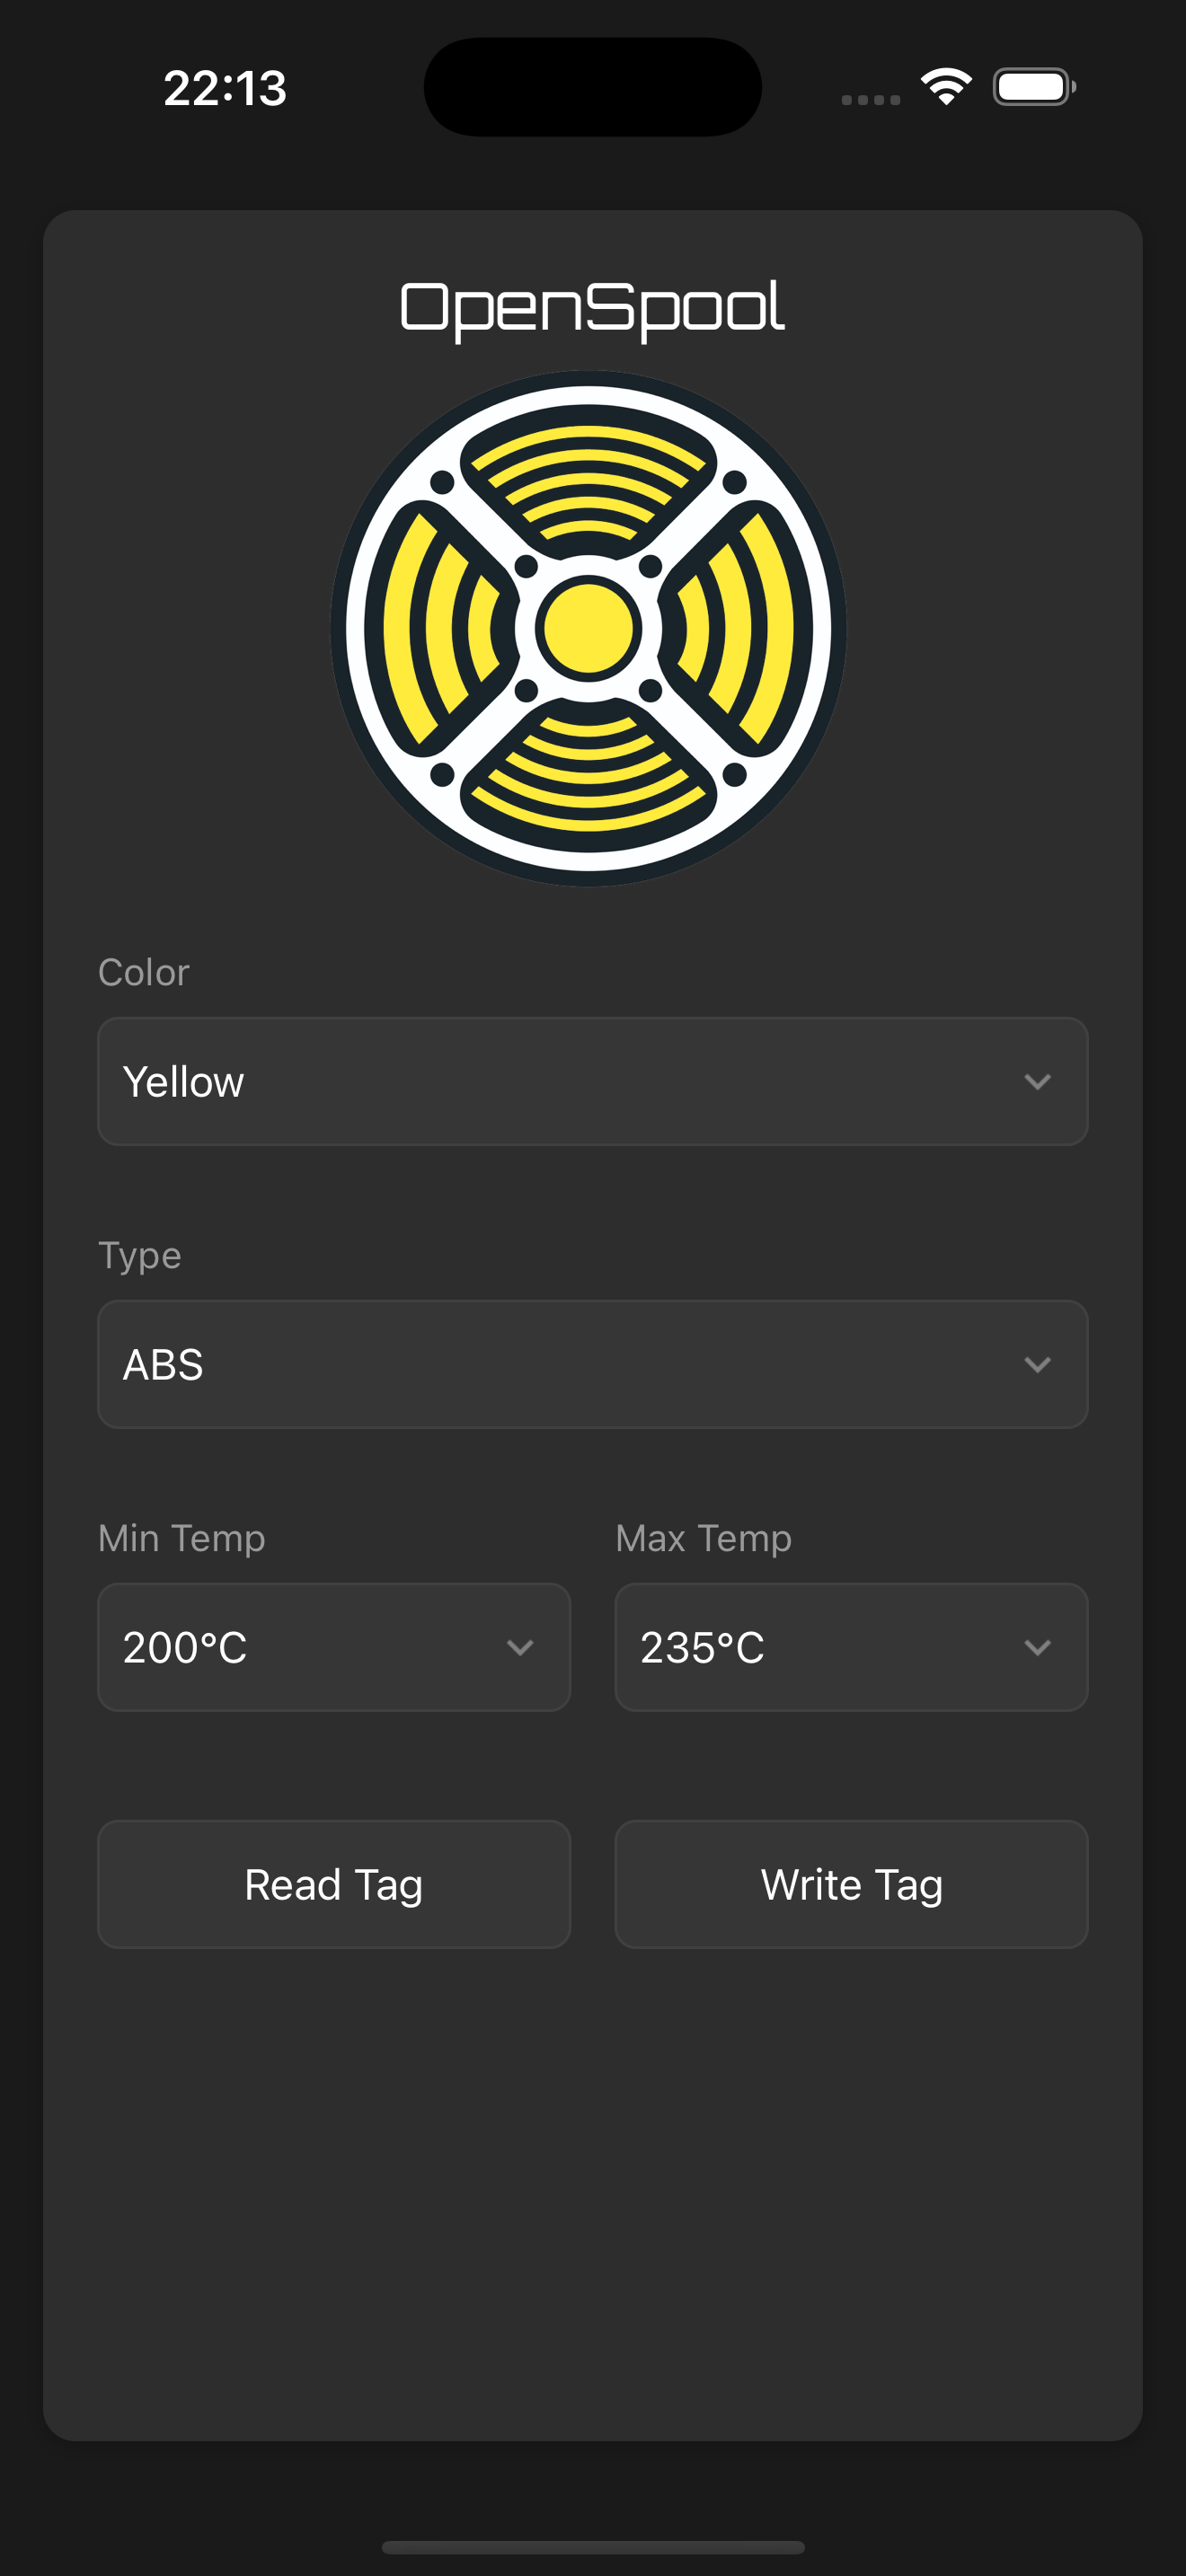 22:13
OpenSpool
Color
Yellow
Type
ABS
Min Temp Max Temp
200°C 235°C
Read Tag Write Tag